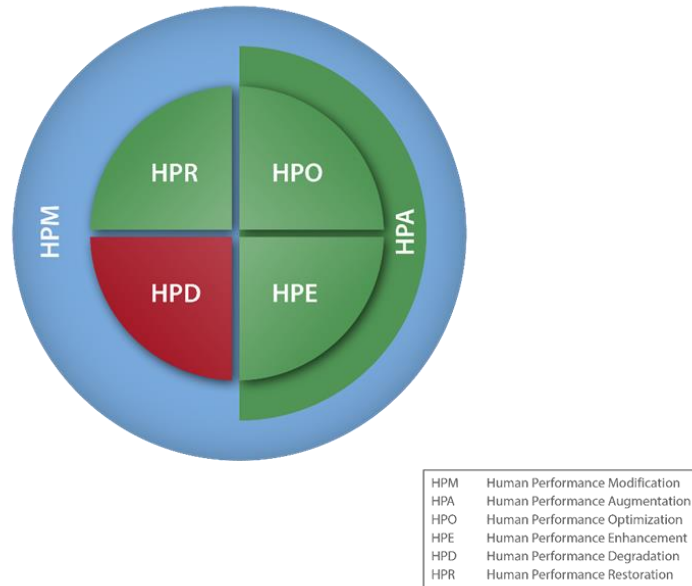 HPR
HPO
HPM
HPA
HPD
HPE
HPM Human Performance Modification
HPA Human Performance Augmentation
HPO Human Performance Optimization
HPE Human Performance Enhancement
HPD Human Performance Degradation
HPR Human Performance Restoration